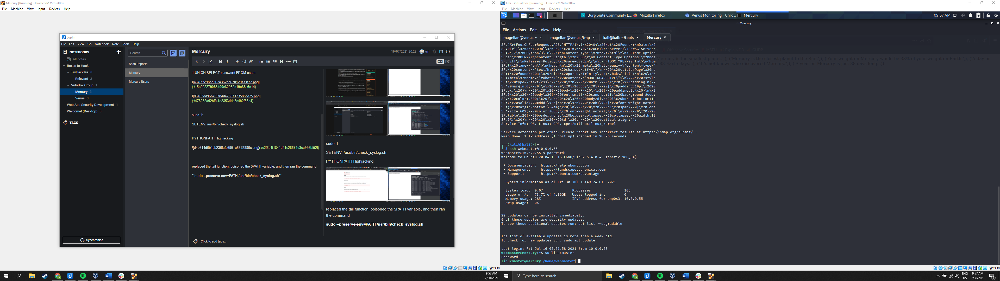 Mercury [Running] - Oracle VM VirtualBox
File Machine View Input Devices Help
Joplin
File Edit View Go Notebook Note Tools Help
NOTEBOOKS
All notes
Boxes to Hack
TryHackMe 8
Relevant 3
VulnBox Group 1
Mercury 3
Venus 3
Web App Security Development 1
Welcome! (Desktop) 5
TAGS
Synchronise
Search...
Scan Reports
Mercury
Mercury Users
Mercury
19/07/2021 20:23
en
1 UNION SELECT password FROM users
![4376f3c98bd362a352bd670129aa1f72.png]
(:/15e922279086400c82932e19a88c6e14)
![d6a63dd96b705f84de7507123585cd25.png]
(:/478282a92bff41e2853dda5c4b2f53e4)
sudo -l:
SETENV: /usr/bin/check_syslog.sh
PYTHONPATH Highjacking
![d4b614d6b1cb236fafc6901e5392886c.png](:/c2f6c4f1841d41c28674d3ca995bf52f)
replaced the tail function, poisoned the $PATH variable, and then ran the command
**sudo --preserve-env=PATH /usr/bin/check_syslog.sh**
sudo -l:
SETENV: /usr/bin/check_syslog.sh
PYTHONPATH Highjacking
replaced the tail function, poisoned the $PATH variable, and then ran
the command
sudo --preserve-env=PATH /usr/bin/check_syslog.sh
Click to add tags...
Right Ctrl
9:57 AM
7/30/2021
Kali - Virtual Box [Running] - Oracle VM VirtualBox
File Machine View Input Devices Help
Burp Suite Community E... Mozilla Firefox Venus Monitoring - Chro... Mercury
09:57 AM
Mercury
File Actions Edit View Help
magellan@venus:~ × magellan@venus:/tmp × kali@kali: ~/tools × Mercury ×
SF:)%r(FourOhFourRequest,A28,"HTTP/1\.1\x20404\x20Not\x20Found\r\nDate:\x2
SF:0Fri,\x2030\x20Jul\x202021\x2016:05:07\x20GMT\r\nServer:\x20WSGIServer/
SF:0\.2\x20CPython/3\.8\.2\r\nContent-Type:\x20text/html\r\nX-Frame-Option
SF:s:\x20DENY\r\nContent-Length:\x202366\r\nX-Content-Type-Options:\x20nos
SF:niff\r\nReferrer-Policy:\x20same-origin\r\n\r\n<!DOCTYPE\x20html>\n<htm
SF:l\x20lang=\"en\">\n<head>\n\x20\x20<meta\x20http-equiv=\"content-type\"
SF:\x20content=\"text/html;\x20charset=utf-8\">\n\x20\x20<title>Page\x20no
SF:t\x20found\x20at\x20/nice\x20ports,/Trinity\.txt\.bak</title>\n\x20\x20
SF:<meta\x20name=\"robots\"\x20content=\"NONE,NOARCHIVE\">\n\x20\x20<style
SF:\x20type=\"text/css\">\n\x20\x20\x20\x20html\x20\*\x20{\x20padding:0;\x
SF:20margin:0;\x20}\n\x20\x20\x20\x20body\x20\*\x20{\x20padding:10px\x2020
SF:px;\x20}\n\x20\x20\x20\x20body\x20\*\x20\*\x20{\x20padding:0;\x20}\n\x2
SF:0\x20\x20\x20body\x20{\x20font:small\x20sans-serif;\x20background:#eee;
SF:\x20color:#000;\x20}\n\x20\x20\x20\x20body>div\x20{\x20border-bottom:1p
SF:x\x20solid\x20#ddd;\x20}\n\x20\x20\x20\x20h1\x20{\x20font-weight:normal
SF:;\x20margin-bottom:\.4em;\x20}\n\x20\x20\x20\x20h1\x20span\x20{\x20font
SF:-size:60%;\x20color:#666;\x20font-weight:normal;\x20}\n\x20\x20\x20\x20
SF:table\x20{\x20border:none;\x20border-collapse:\x20collapse;\x20width:10
SF:0%;\x20}\n\x20\x20\x20\x20td,\x20th\x20{\x20vertical-align:");
Service Info: OS: Linux; CPE: cpe:/o:linux:linux_kernel
Service detection performed. Please report any incorrect results at https://nmap.org/submit/ .
Nmap done: 1 IP address (1 host up) scanned in 98.96 seconds
┌──(kali㉿kali)-[~]
└─$ ssh webmaster@10.0.0.55
webmaster@10.0.0.55's password:
Welcome to Ubuntu 20.04.1 LTS (GNU/Linux 5.4.0-45-generic x86_64)
* Documentation: https://help.ubuntu.com
* Management: https://landscape.canonical.com
* Support: https://ubuntu.com/advantage
System information as of Fri 30 Jul 16:49:24 UTC 2021
System load: 0.07 Processes: 105
Usage of /: 73.7% of 4.86GB Users logged in: 0
Memory usage: 28% IPv4 address for enp0s3: 10.0.0.55
Swap usage: 0%
22 updates can be installed immediately.
0 of these updates are security updates.
To see these additional updates run: apt list --upgradable
The list of available updates is more than a week old.
To check for new updates run: sudo apt update
Last login: Fri Jul 16 05:51:58 2021 from 10.0.0.53
webmaster@mercury:~$ su linuxmaster
Password:
linuxmaster@mercury:/home/webmaster$
Right Ctrl
Type here to search
ENG
US
9:57 AM
7/30/2021